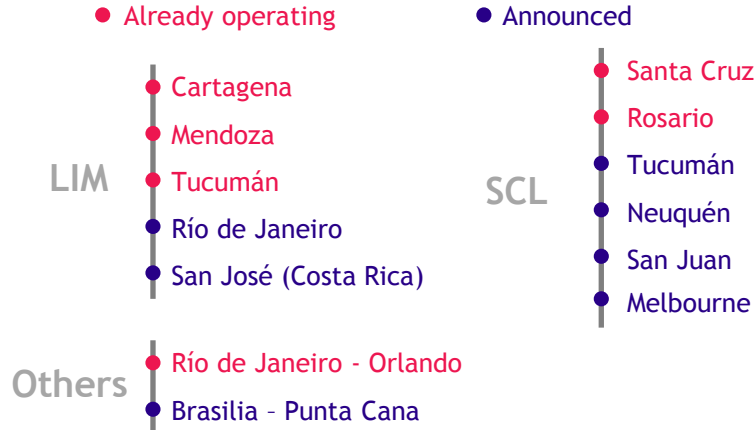 Already operating
Announced
LIM
Cartagena
Mendoza
Tucumán
Río de Janeiro
San José (Costa Rica)
SCL
Santa Cruz
Rosario
Tucumán
Neuquén
San Juan
Melbourne
Others
Río de Janeiro - Orlando
Brasilia – Punta Cana